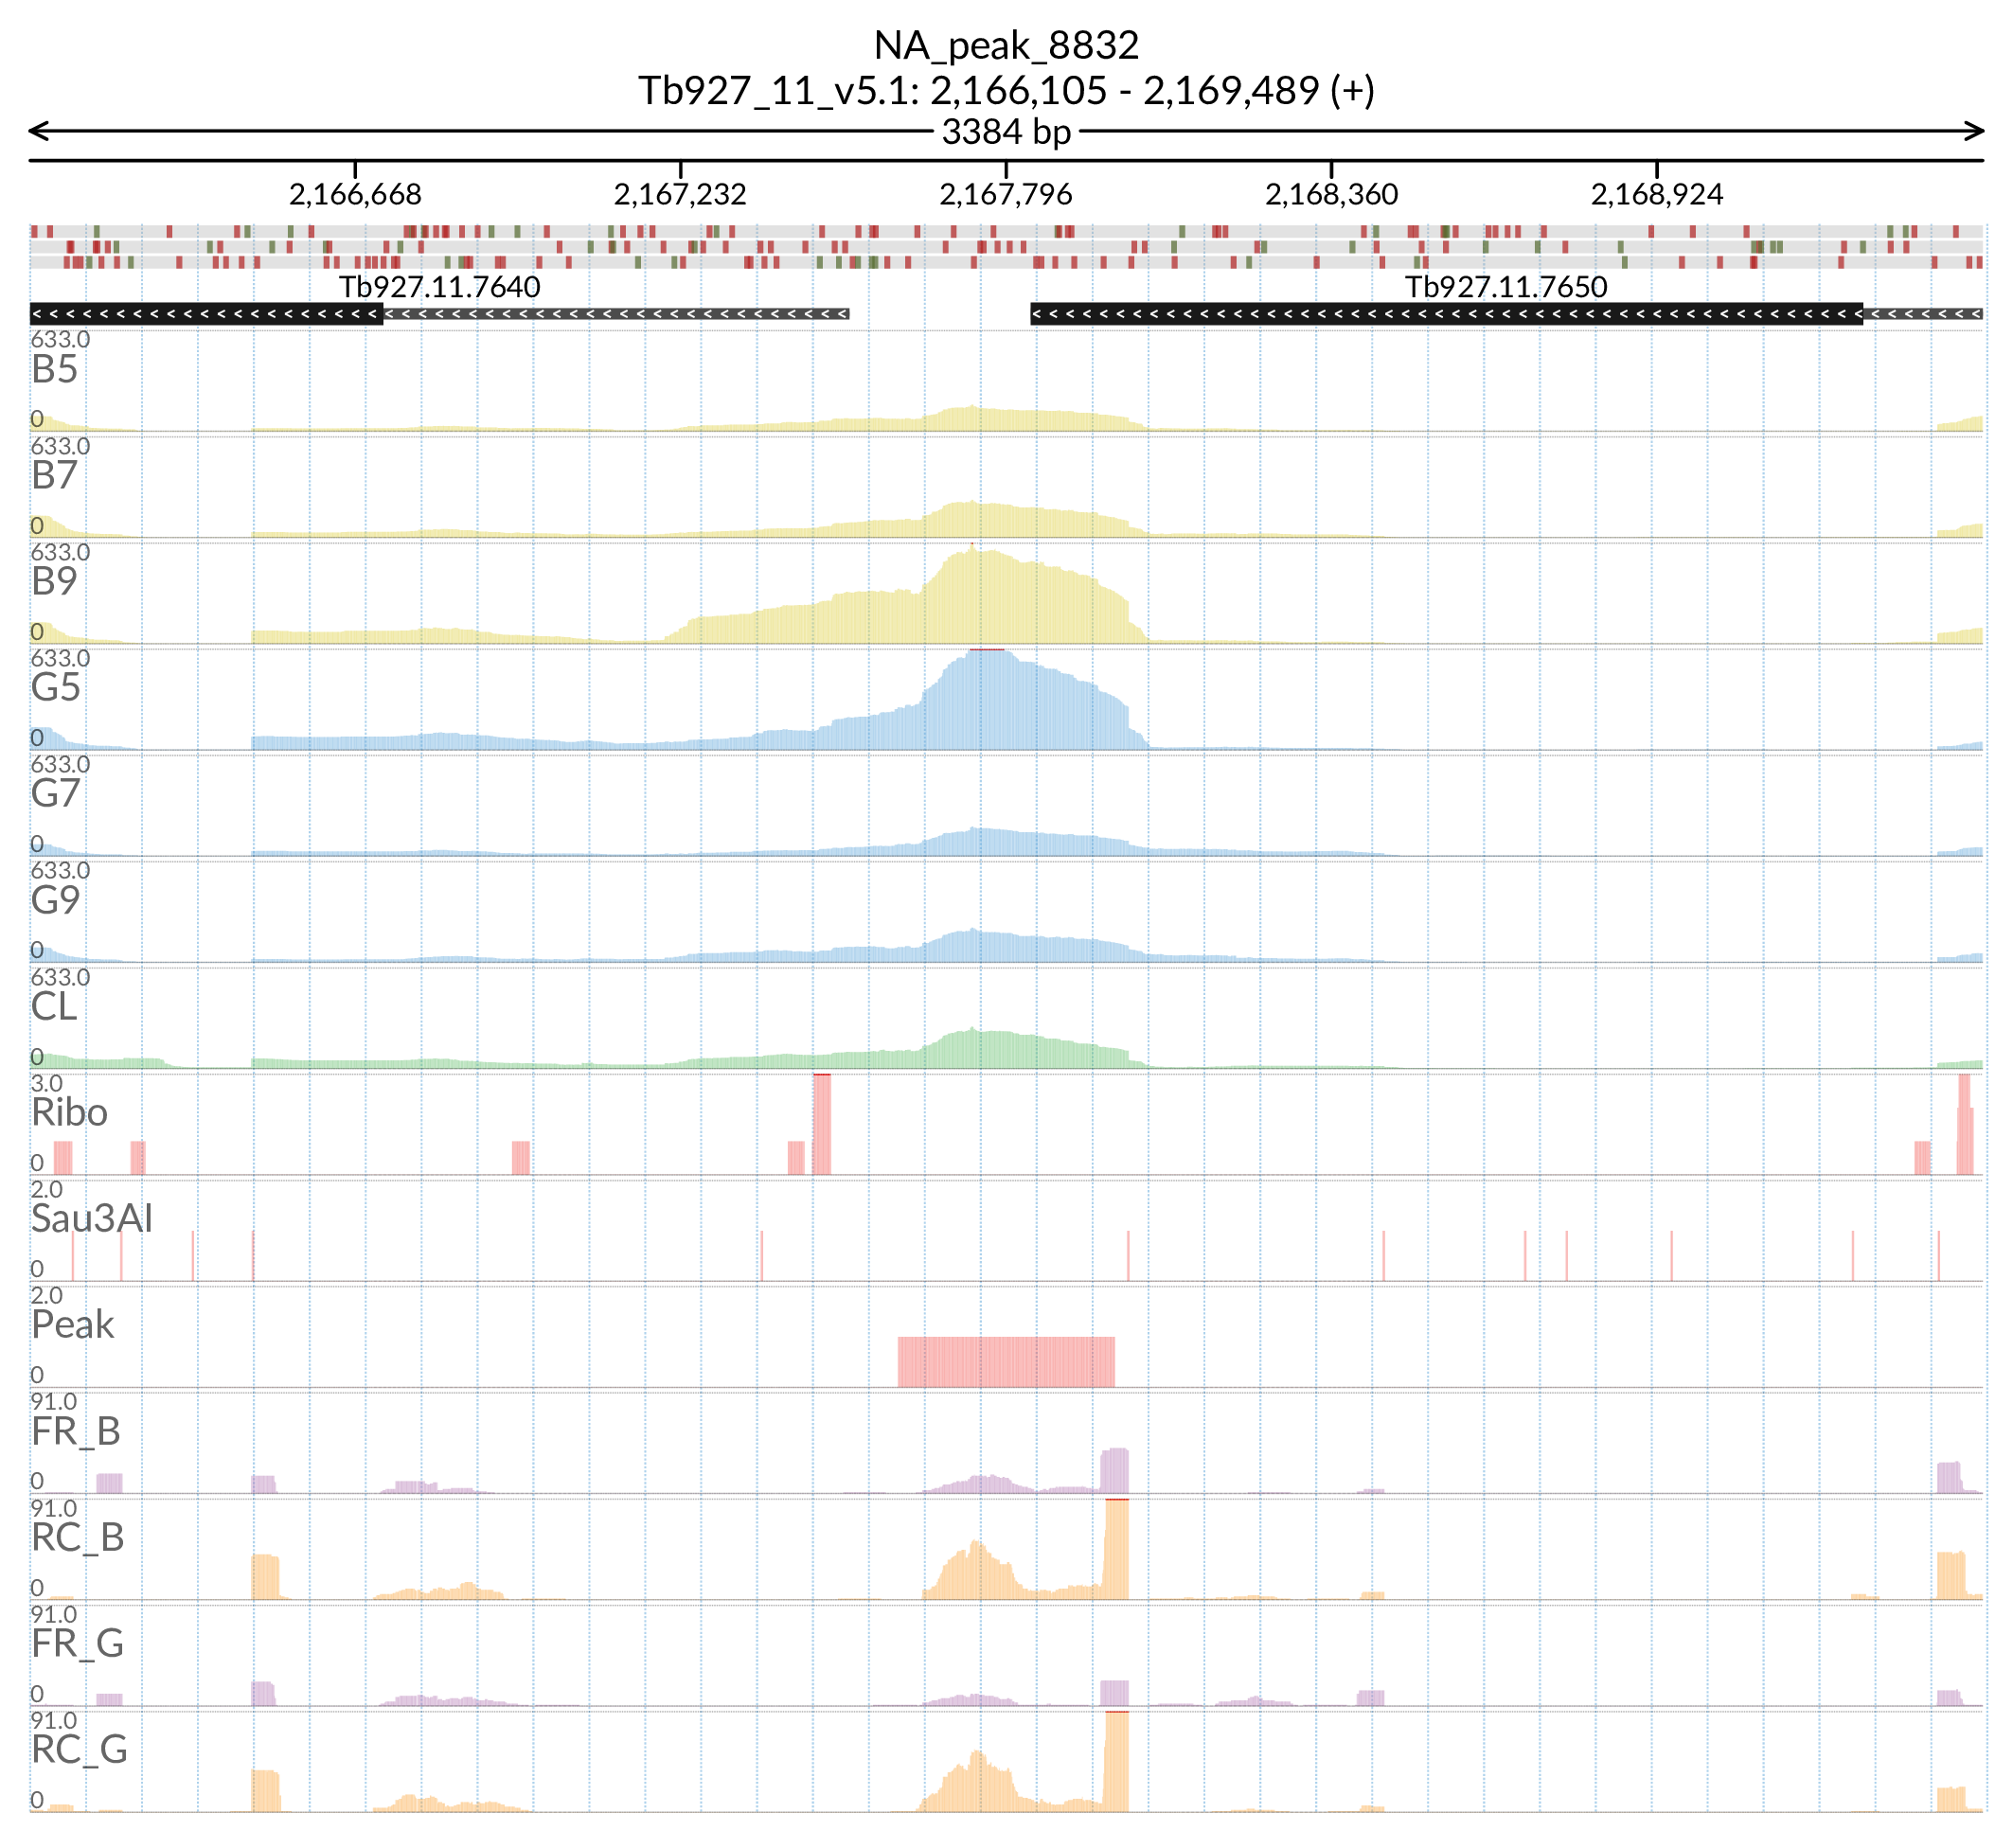 NA_peak_8832
Tb927_11_v5.1: 2,166,105 - 2,169,489 (+)
3384 bp
2,166,668 2,167,232 2,167,796 2,168,360 2,168,924
Tb927.11.7640 Tb927.11.7650
633.0
B5
0
633.0
B7
0
633.0
B9
0
633.0
G5
0
633.0
G7
0
633.0
G9
0
633.0
CL
0
3.0
Ribo
0
2.0
Sau3AI
0
2.0
Peak
0
91.0
FR_B
0
91.0
RC_B
0
91.0
FR_G
0
91.0
RC_G
0